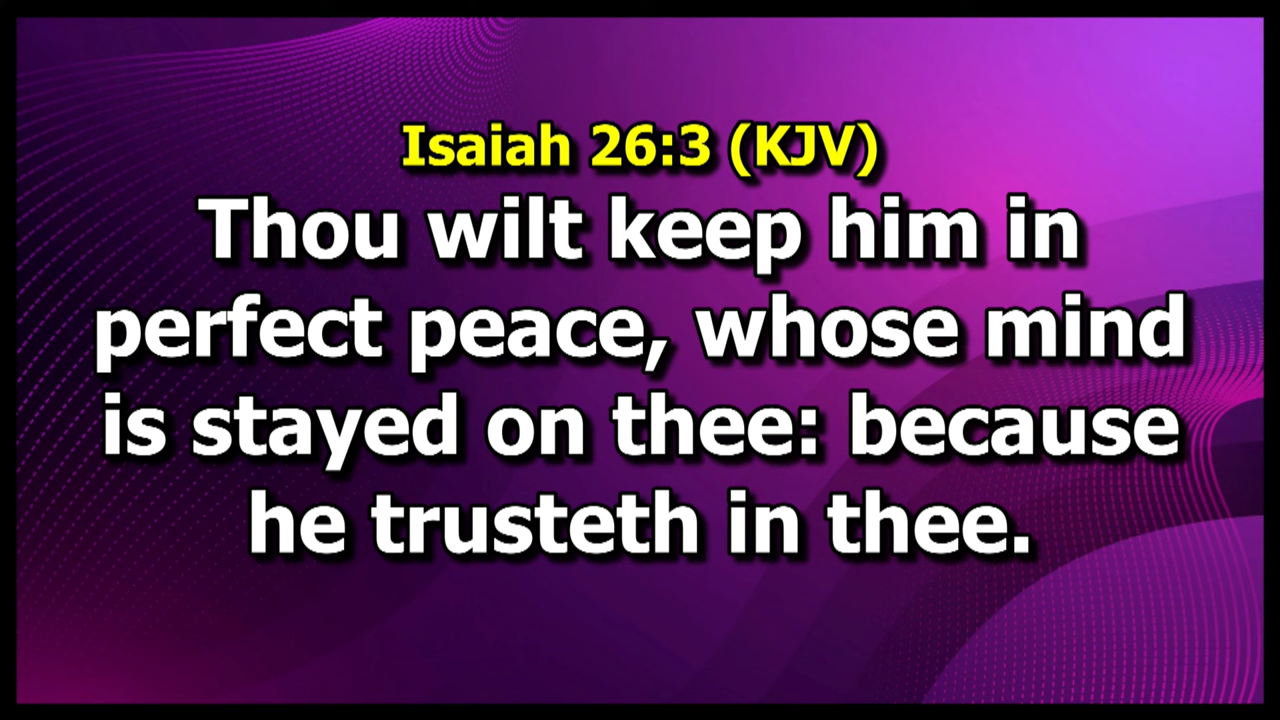 Isaiah 26:3 (KJV)
Thou wilt keep him in
perfect peace, whose mind
is stayed on thee: because
he trusteth in thee.